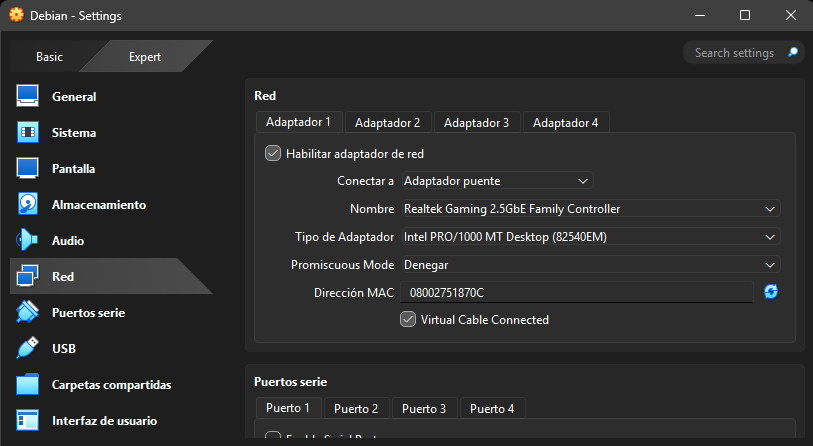 Debian - Settings
Basic
Expert
Search settings
General
Sistema
Pantalla
Almacenamiento
Audio
Red
Puertos serie
USB
Carpetas compartidas
Interfaz de usuario
Red
Adaptador 1
Adaptador 2
Adaptador 3
Adaptador 4
Habilitar adaptador de red
Conectar a Adaptador puente
Nombre Realtek Gaming 2.5GbE Family Controller
Tipo de Adaptador Intel PRO/1000 MT Desktop (82540EM)
Promiscuous Mode Denegar
Dirección MAC 08002751870C
Virtual Cable Connected
Puertos serie
Puerto 1
Puerto 2
Puerto 3
Puerto 4